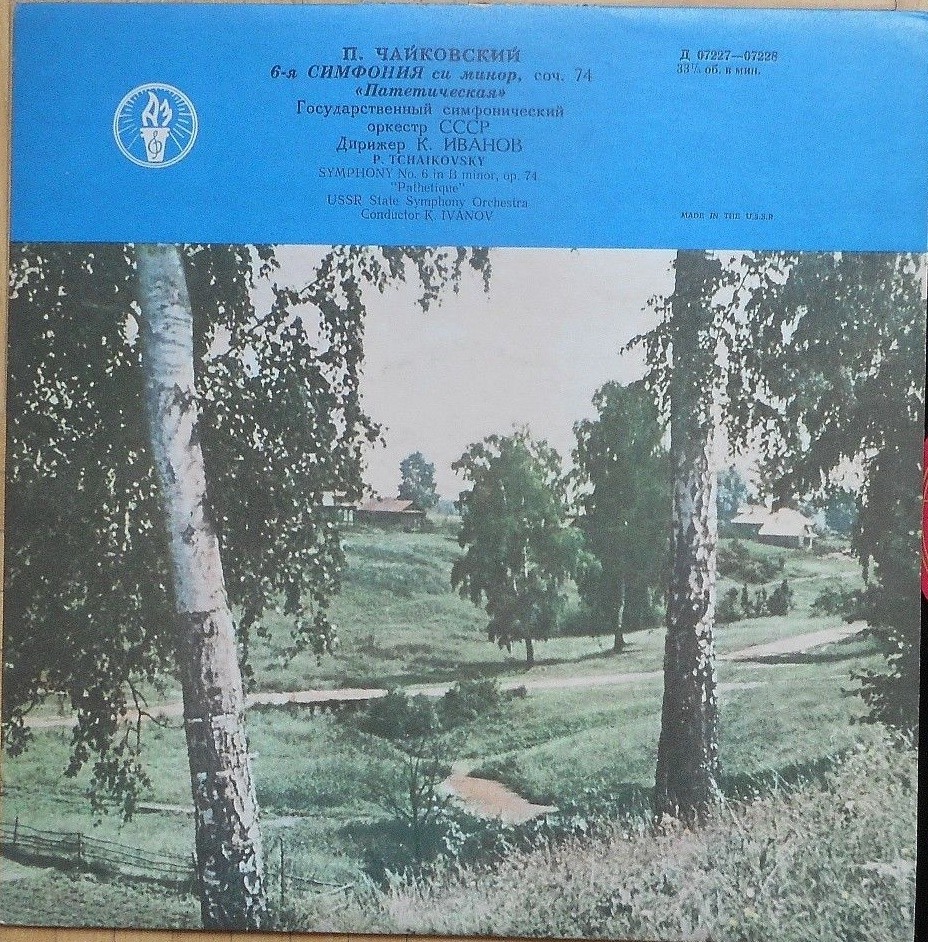 П. ЧАЙКОВСКИЙ
6-я СИМФОНИЯ си минор, соч. 74
«Патетическая»
Государственный симфонический
оркестр СССР
Дирижер К. ИВАНОВ
P. TCHAIKOVSKY
SYMPHONY No. 6 in B minor, op. 74
"Pathetique"
USSR State Symphony Orchestra
Conductor K. IVANOV
Д 07227—07228
33⅓ об. в мин.
MADE IN THE U.S.S.R